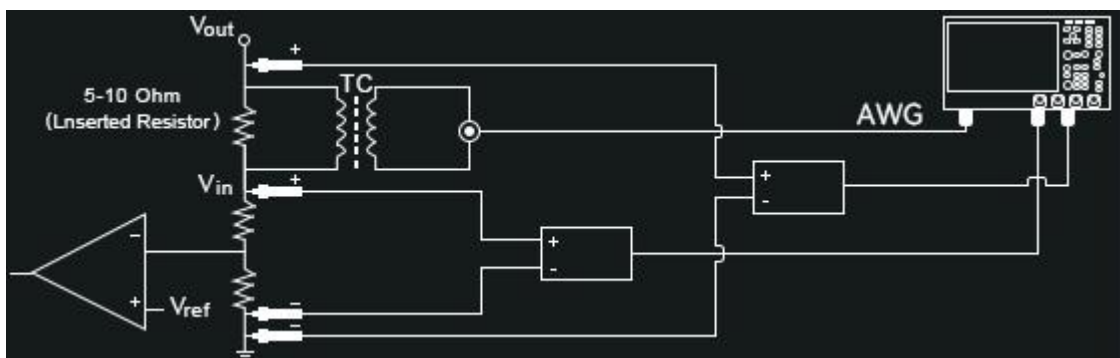 Vout
+
TC
5-10 Ohm
(Lnserted Resistor)
AWG
Vin
+
+
-
+
-
−
+
Vref
−
−